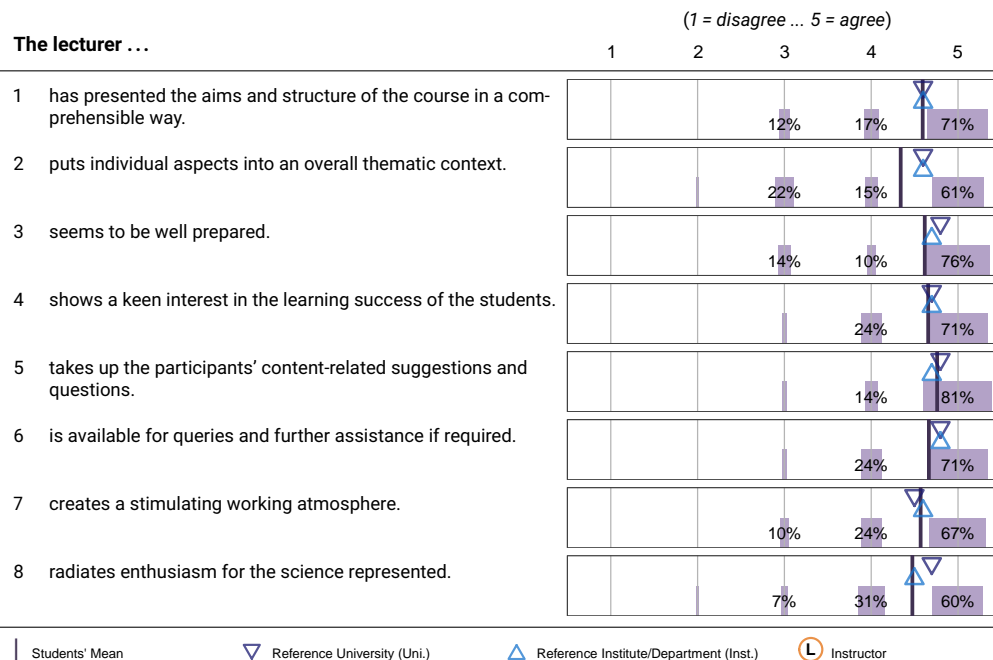 (1 = disagree ... 5 = agree)
The lecturer ...
1 2 3 4 5
1 has presented the aims and structure of the course in a com-
prehensible way.
12% 17% 71%
2 puts individual aspects into an overall thematic context.
22% 15% 61%
3 seems to be well prepared.
14% 10% 76%
4 shows a keen interest in the learning success of the students.
24% 71%
5 takes up the participants' content-related suggestions and
questions.
14% 81%
6 is available for queries and further assistance if required.
24% 71%
7 creates a stimulating working atmosphere.
10% 24% 67%
8 radiates enthusiasm for the science represented.
7% 31% 60%
Students' Mean Reference University (Uni.) Reference Institute/Department (Inst.) L Instructor